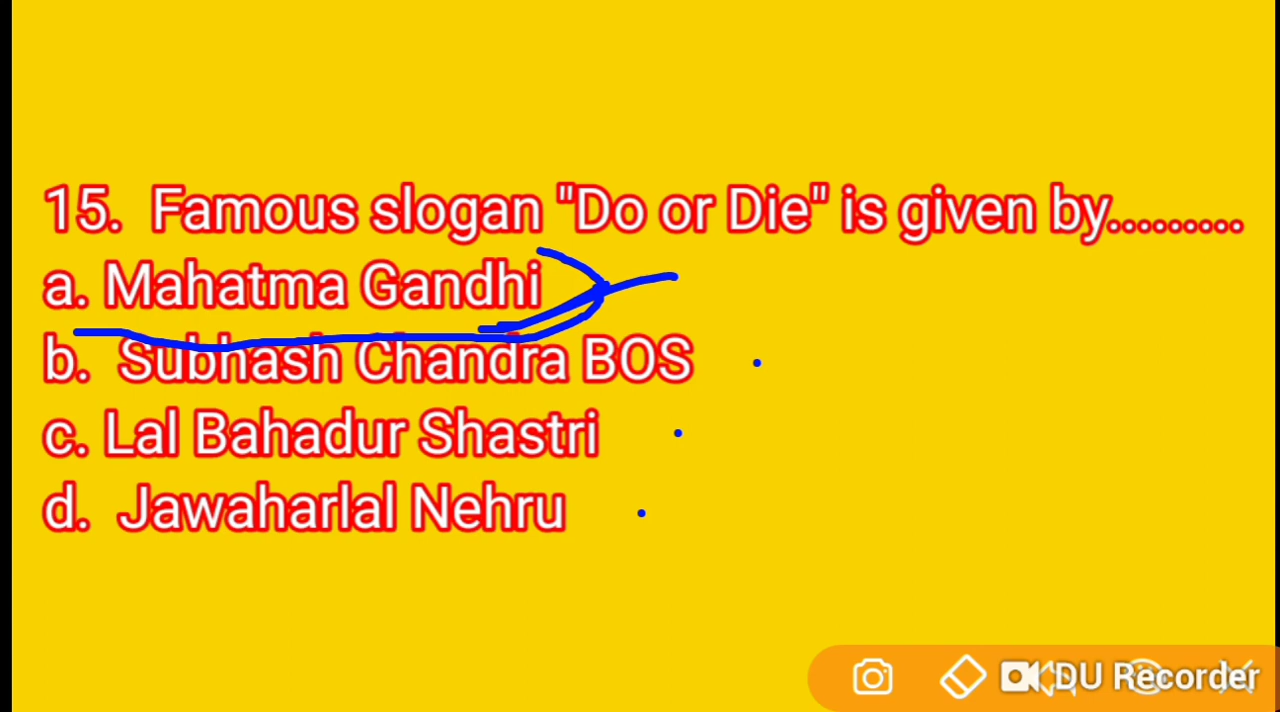 15. Famous slogan "Do or Die" is given by.........
a. Mahatma Gandhi
b. Subhash Chandra BOS
c. Lal Bahadur Shastri
d. Jawaharlal Nehru
DU Recorder